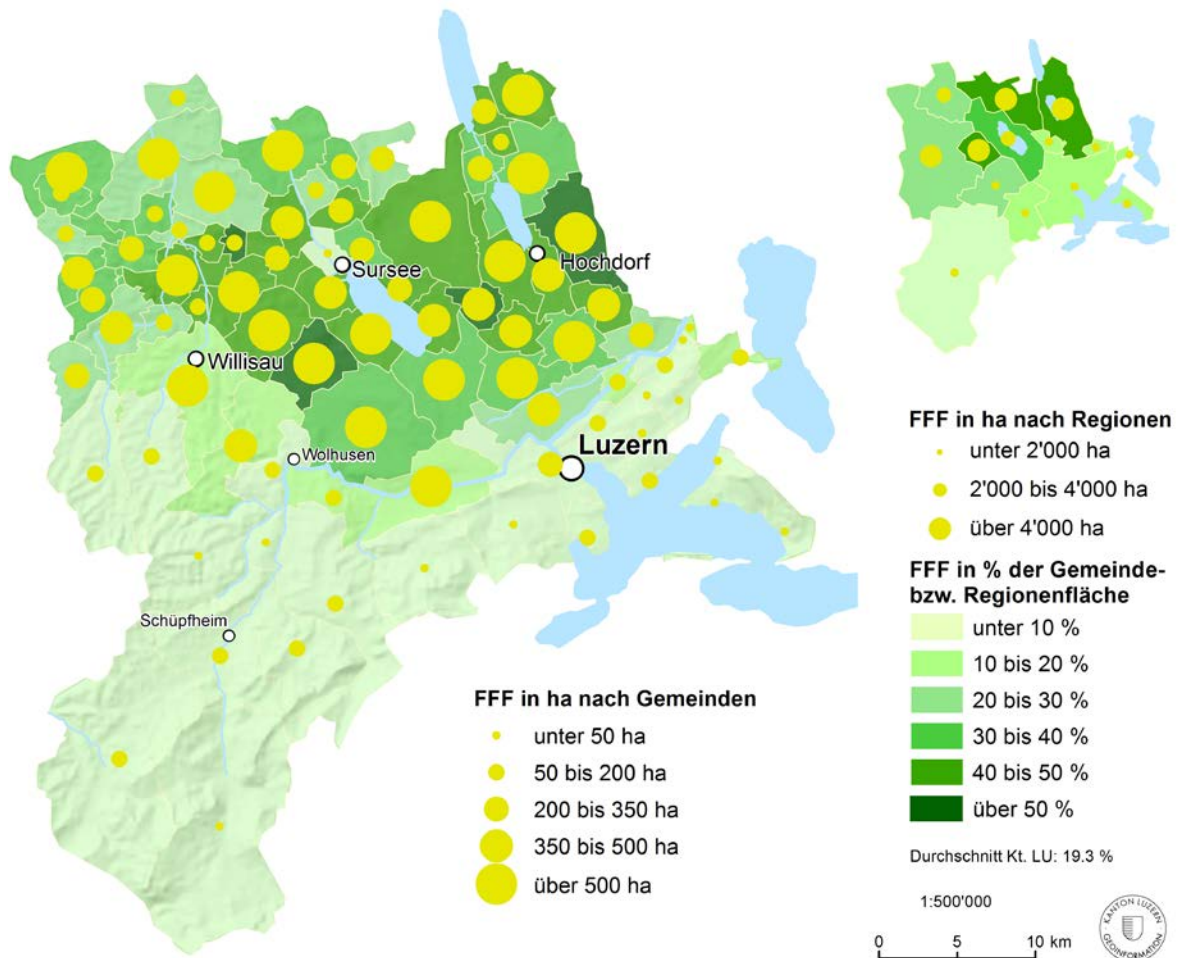 Sursee
Hochdorf
Willisau
Wolhusen
Luzern
Schüpfheim
FFF in ha nach Gemeinden
unter 50 ha
50 bis 200 ha
200 bis 350 ha
350 bis 500 ha
über 500 ha
FFF in ha nach Regionen
unter 2'000 ha
2'000 bis 4'000 ha
über 4'000 ha
FFF in % der Gemeinde-
bzw. Regionenfläche
unter 10 %
10 bis 20 %
20 bis 30 %
30 bis 40 %
40 bis 50 %
über 50 %
Durchschnitt Kt. LU: 19.3 %
1:500'000
0 5 10 km
KANTON LUZERN
GEOINFORMATION